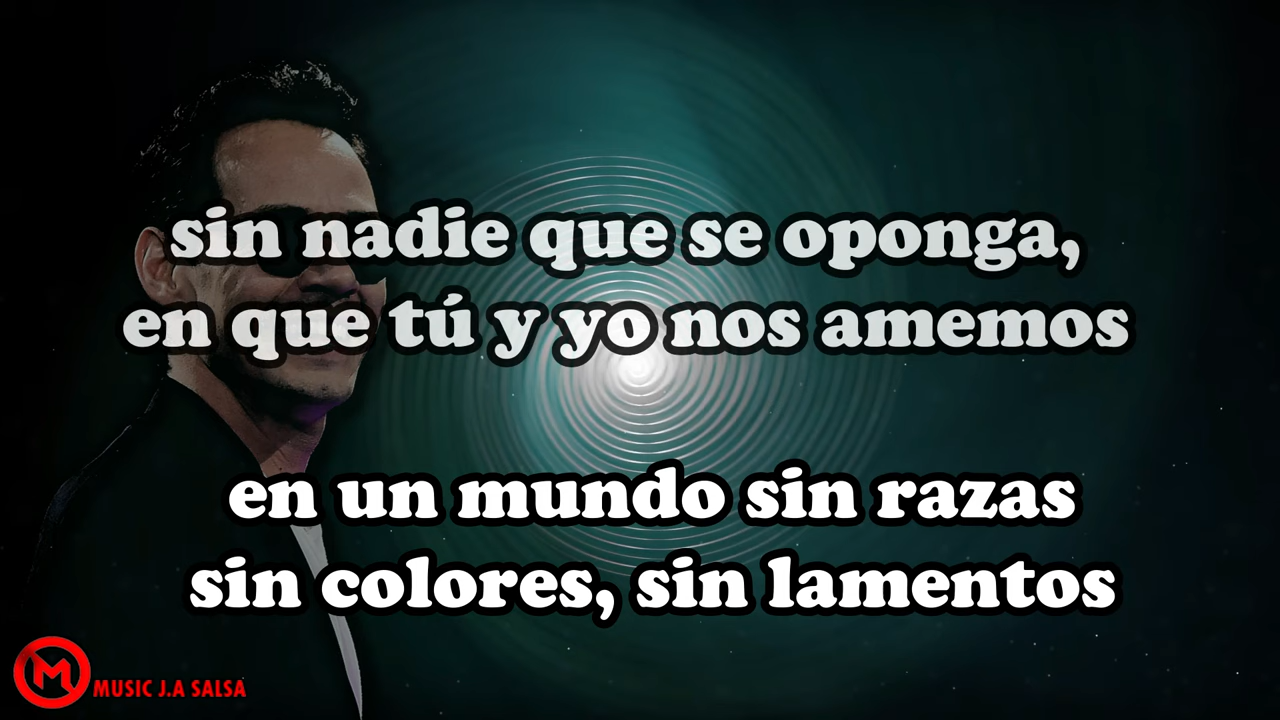 sin nadie que se oponga,
en que tú y yo nos amemos
en un mundo sin razas
sin colores, sin lamentos
M
MUSIC J.A SALSA